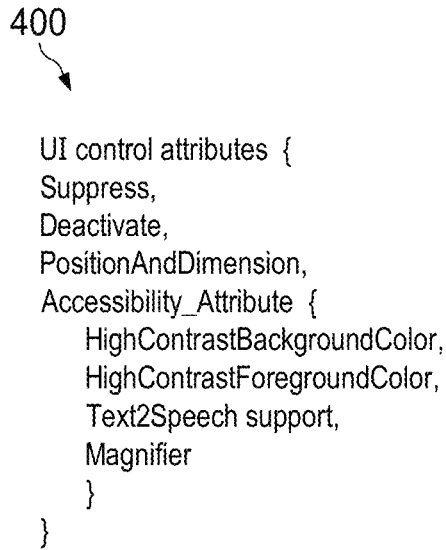 400
UI control attributes {
Suppress,
Deactivate,
PositionAndDimension,
Accessibility_Attribute {
HighContrastBackgroundColor,
HighContrastForegroundColor,
Text2Speech support,
Magnifier
}
}